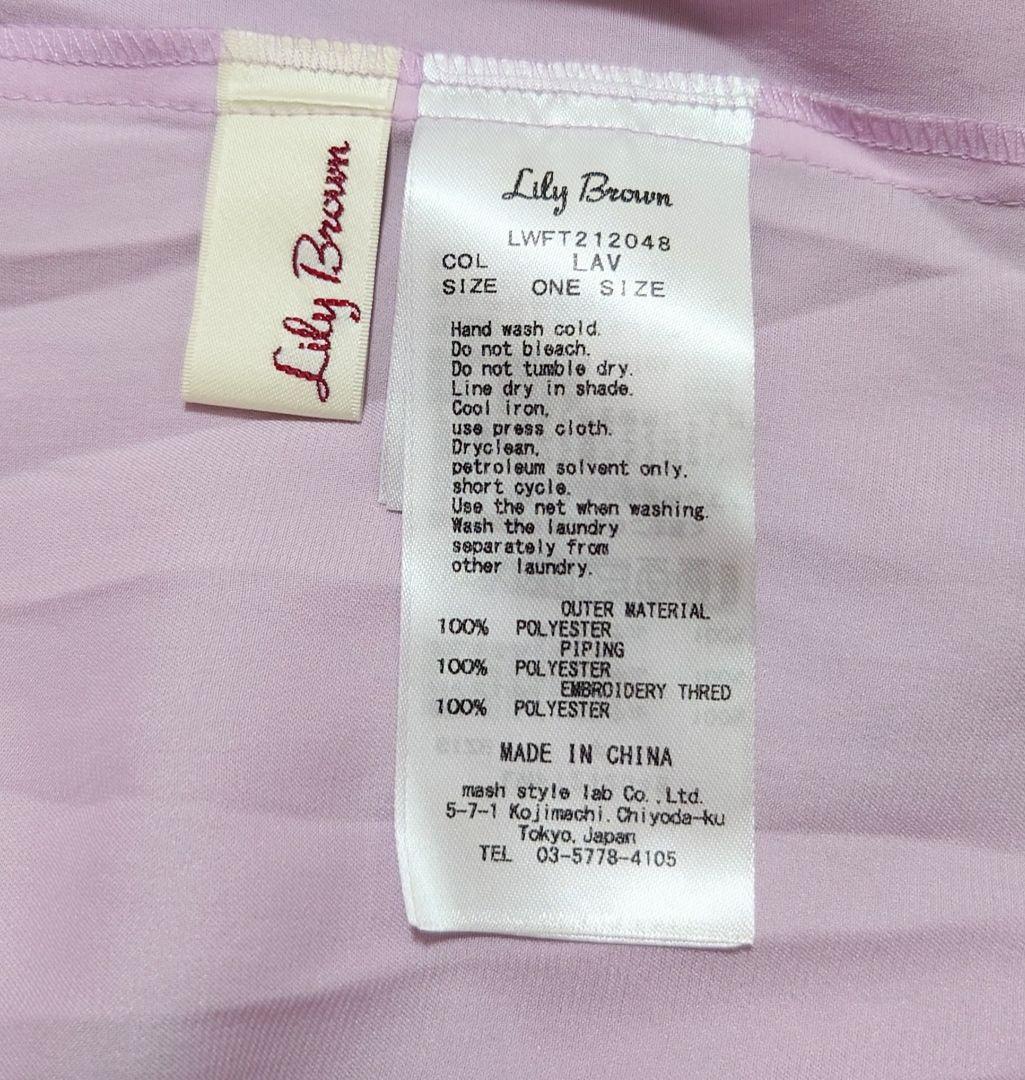 Lily Brown
Lily Brown
LWFT212048
COL LAV
SIZE ONE SIZE
Hand wash cold.
Do not bleach.
Do not tumble dry.
Line dry in shade.
Cool iron,
use press cloth.
Dryclean,
petroleum solvent only,
short cycle.
Use the net when washing.
Wash the laundry
separately from
other laundry.
OUTER MATERIAL
100% POLYESTER
PIPING
100% POLYESTER
EMBROIDERY THRED
100% POLYESTER
MADE IN CHINA
mash style lab Co.,Ltd.
5-7-1 Kojimachi.Chiyoda-ku
Tokyo, Japan
TEL 03-5778-4105